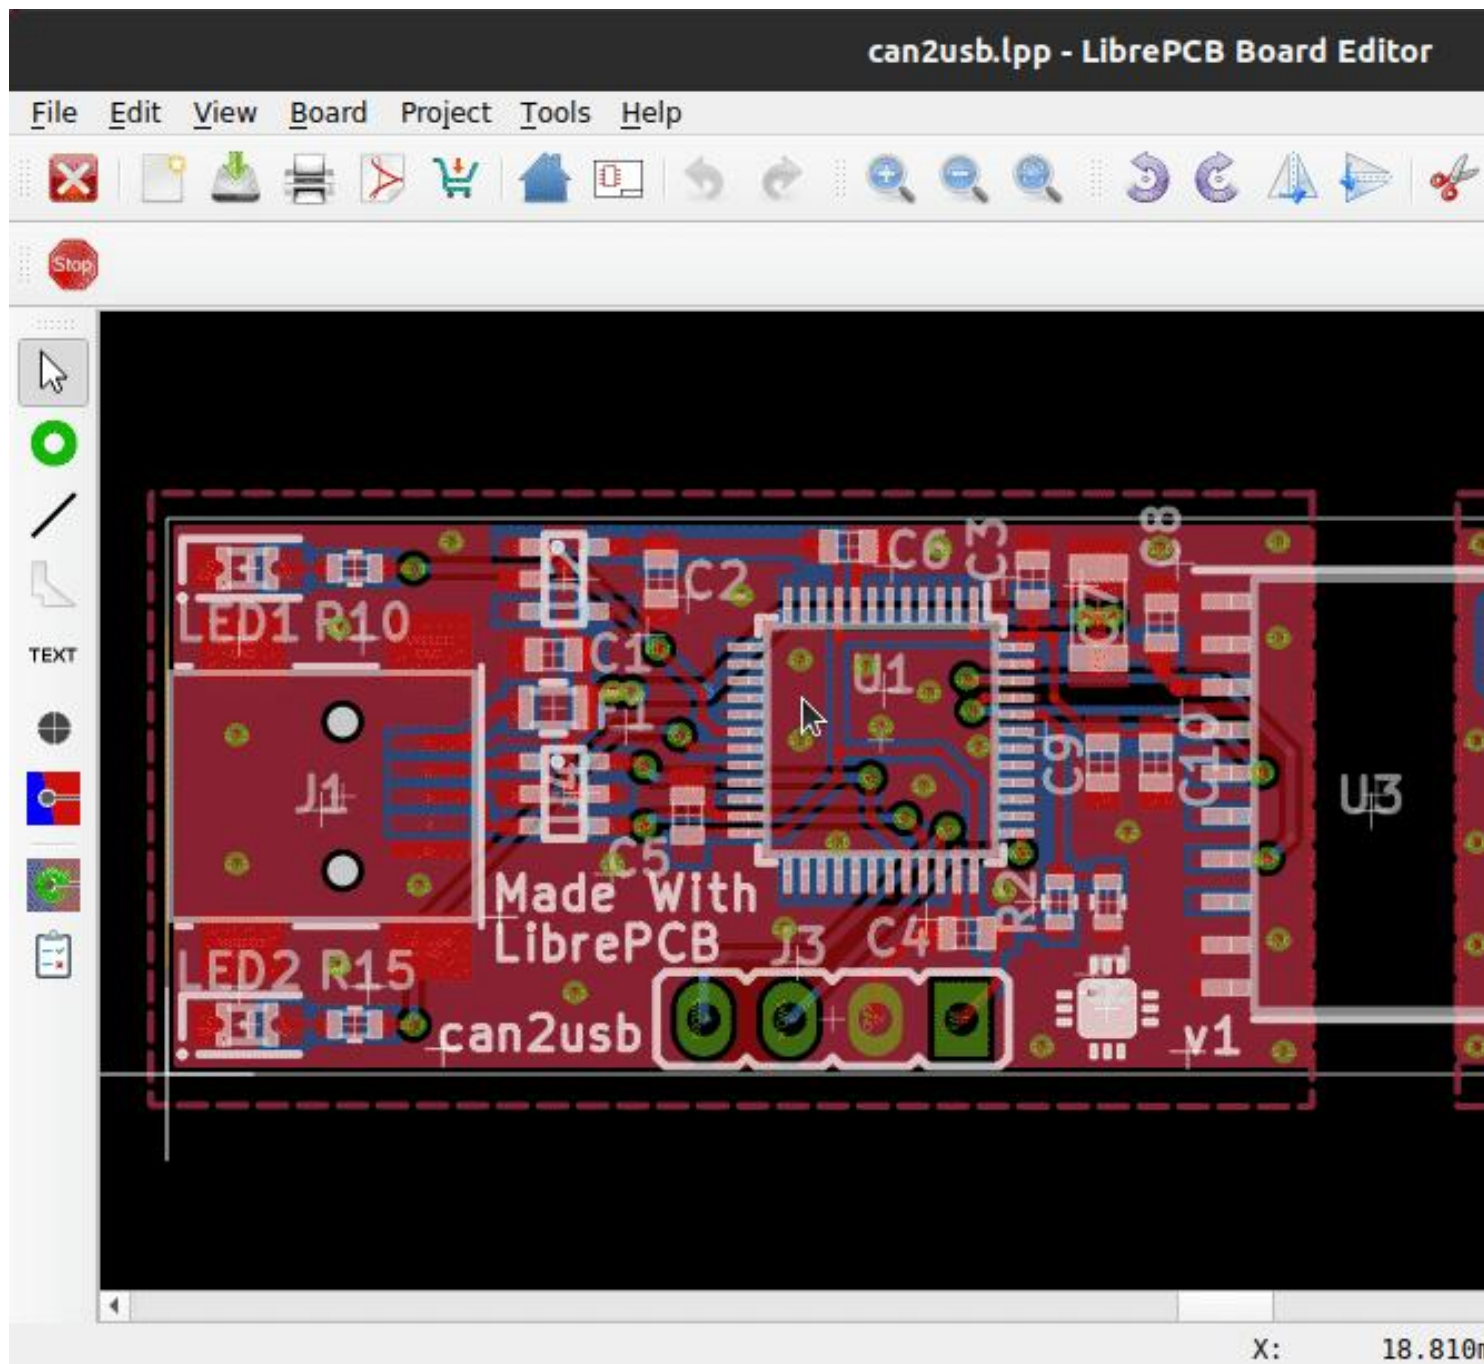 can2usb.lpp - LibrePCB Board Editor
File Edit View Board Project Tools Help
Stop
TEXT
C8
C3
C6
C2
LED1 R10
C1
C7
U1
J1
C9
C10
U3
C5
Made With
LibrePCB
R2
J3
C4
LED2 R15
can2usb
v1
X: 18.810